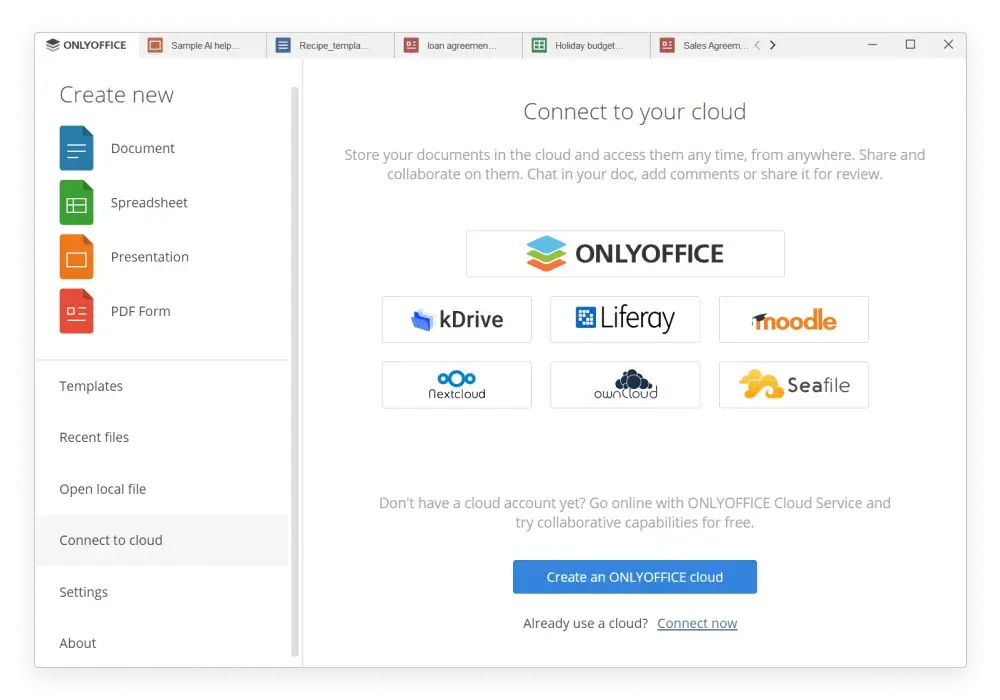 ONLYOFFICE
Sample AI help...
Recipe_templa...
loan agreemen...
Holiday budget...
Sales Agreem...
Create new
Document
Spreadsheet
Presentation
PDF Form
Templates
Recent files
Open local file
Connect to cloud
Settings
About
Connect to your cloud
Store your documents in the cloud and access them any time, from anywhere. Share and
collaborate on them. Chat in your doc, add comments or share it for review.
ONLYOFFICE
kDrive
Liferay
moodle
Nextcloud
ownCloud
Seafile
Don't have a cloud account yet? Go online with ONLYOFFICE Cloud Service and
try collaborative capabilities for free.
Create an ONLYOFFICE cloud
Already use a cloud? Connect now